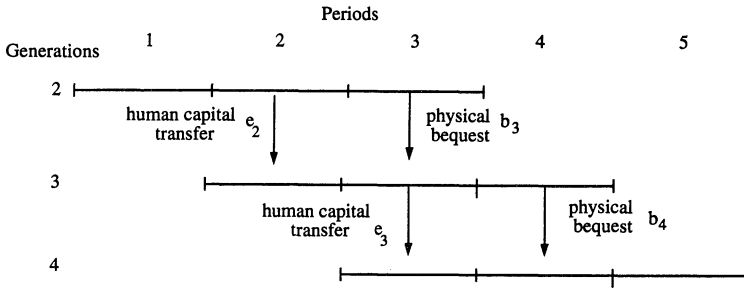 Periods
Generations 1 2 3 4 5
2
human capital transfer e2
physical bequest b3
3
human capital transfer e3
physical bequest b4
4